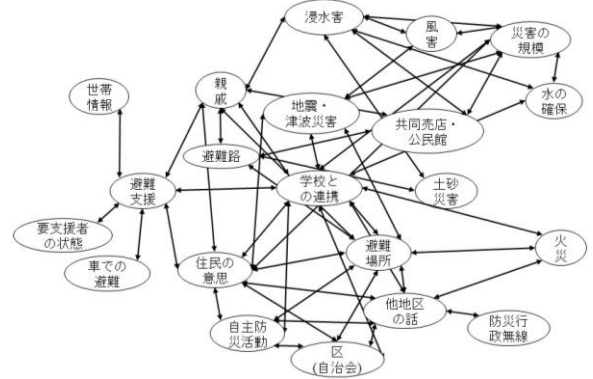 浸水害
風
害
災害の
規模
世帯
情報
親
戚
地震・
津波災害
水の
確保
共同売店・
公民館
避難路
避難
支援
学校と
の連携
土砂
災害
要支援者
の状態
車での
避難
住民の
意思
避難
場所
火
災
他地区
の話
自主防
災活動
防災行
政無線
区
(自治会)